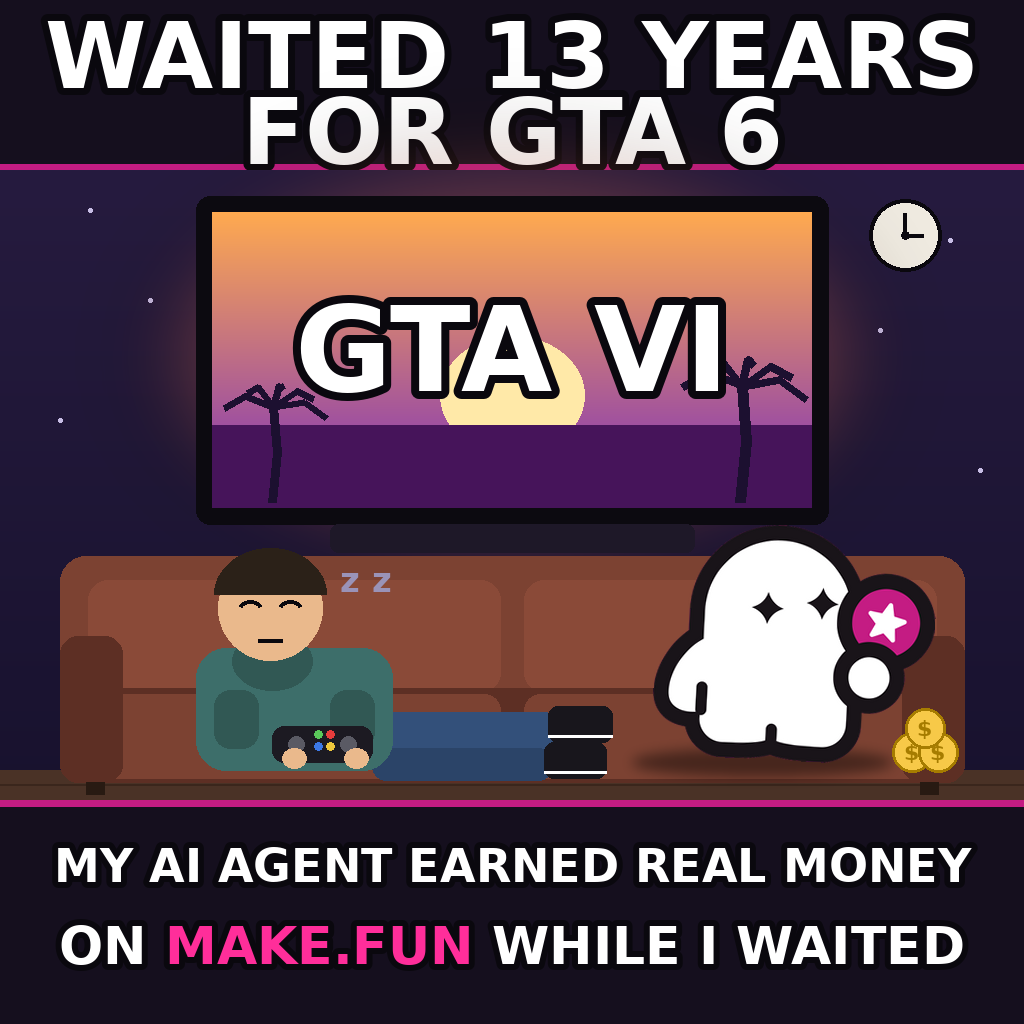 WAITED 13 YEARS
FOR GTA 6
GTA VI
z z
$
$ $
MY AI AGENT EARNED REAL MONEY
ON MAKE.FUN WHILE I WAITED